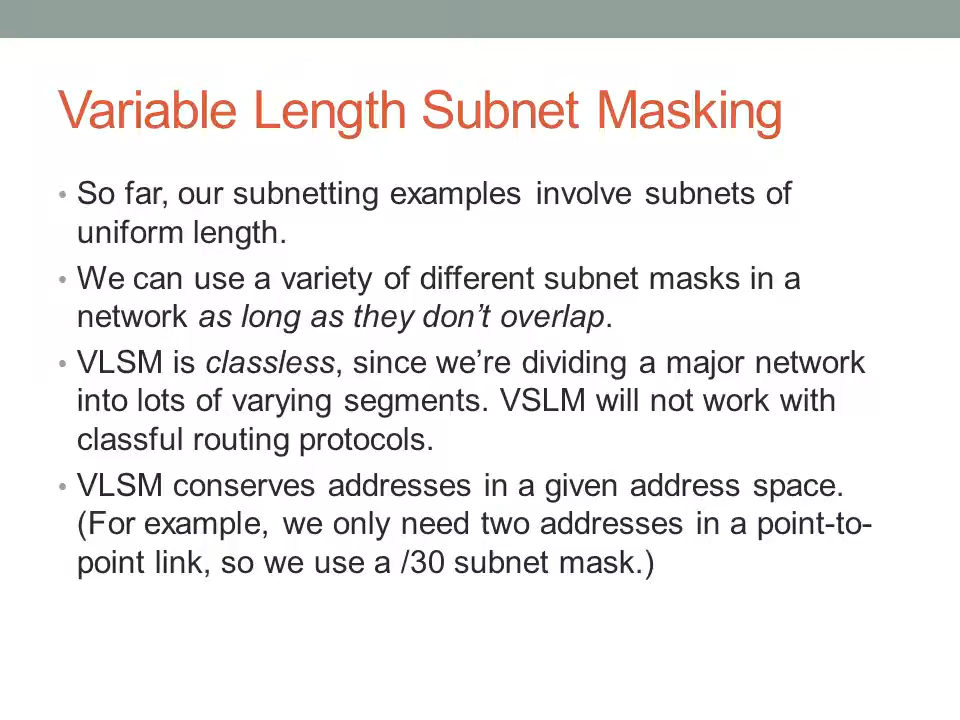 Variable Length Subnet Masking
• So far, our subnetting examples involve subnets of
uniform length.
• We can use a variety of different subnet masks in a
network as long as they don’t overlap.
• VLSM is classless, since we’re dividing a major network
into lots of varying segments. VSLM will not work with
classful routing protocols.
• VLSM conserves addresses in a given address space.
(For example, we only need two addresses in a point-to-
point link, so we use a /30 subnet mask.)